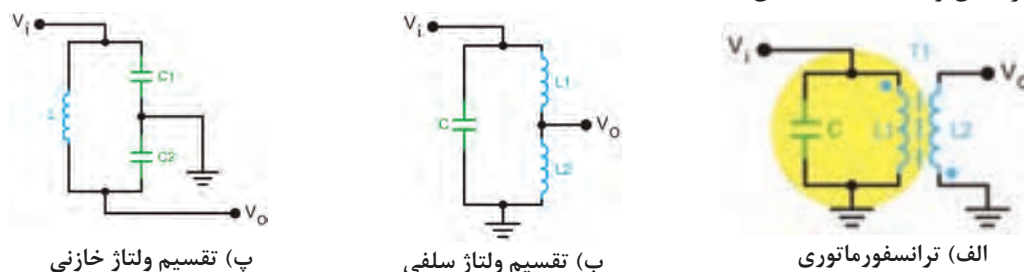 الف) ترانسفورماتوری
ب) تقسیم ولتاژ سلفی
پ) تقسیم ولتاژ خازنی
Vi
T1
Vo
C
L1
L2
Vi
L1
C
Vo
L2
Vi
C1
L
C2
Vo